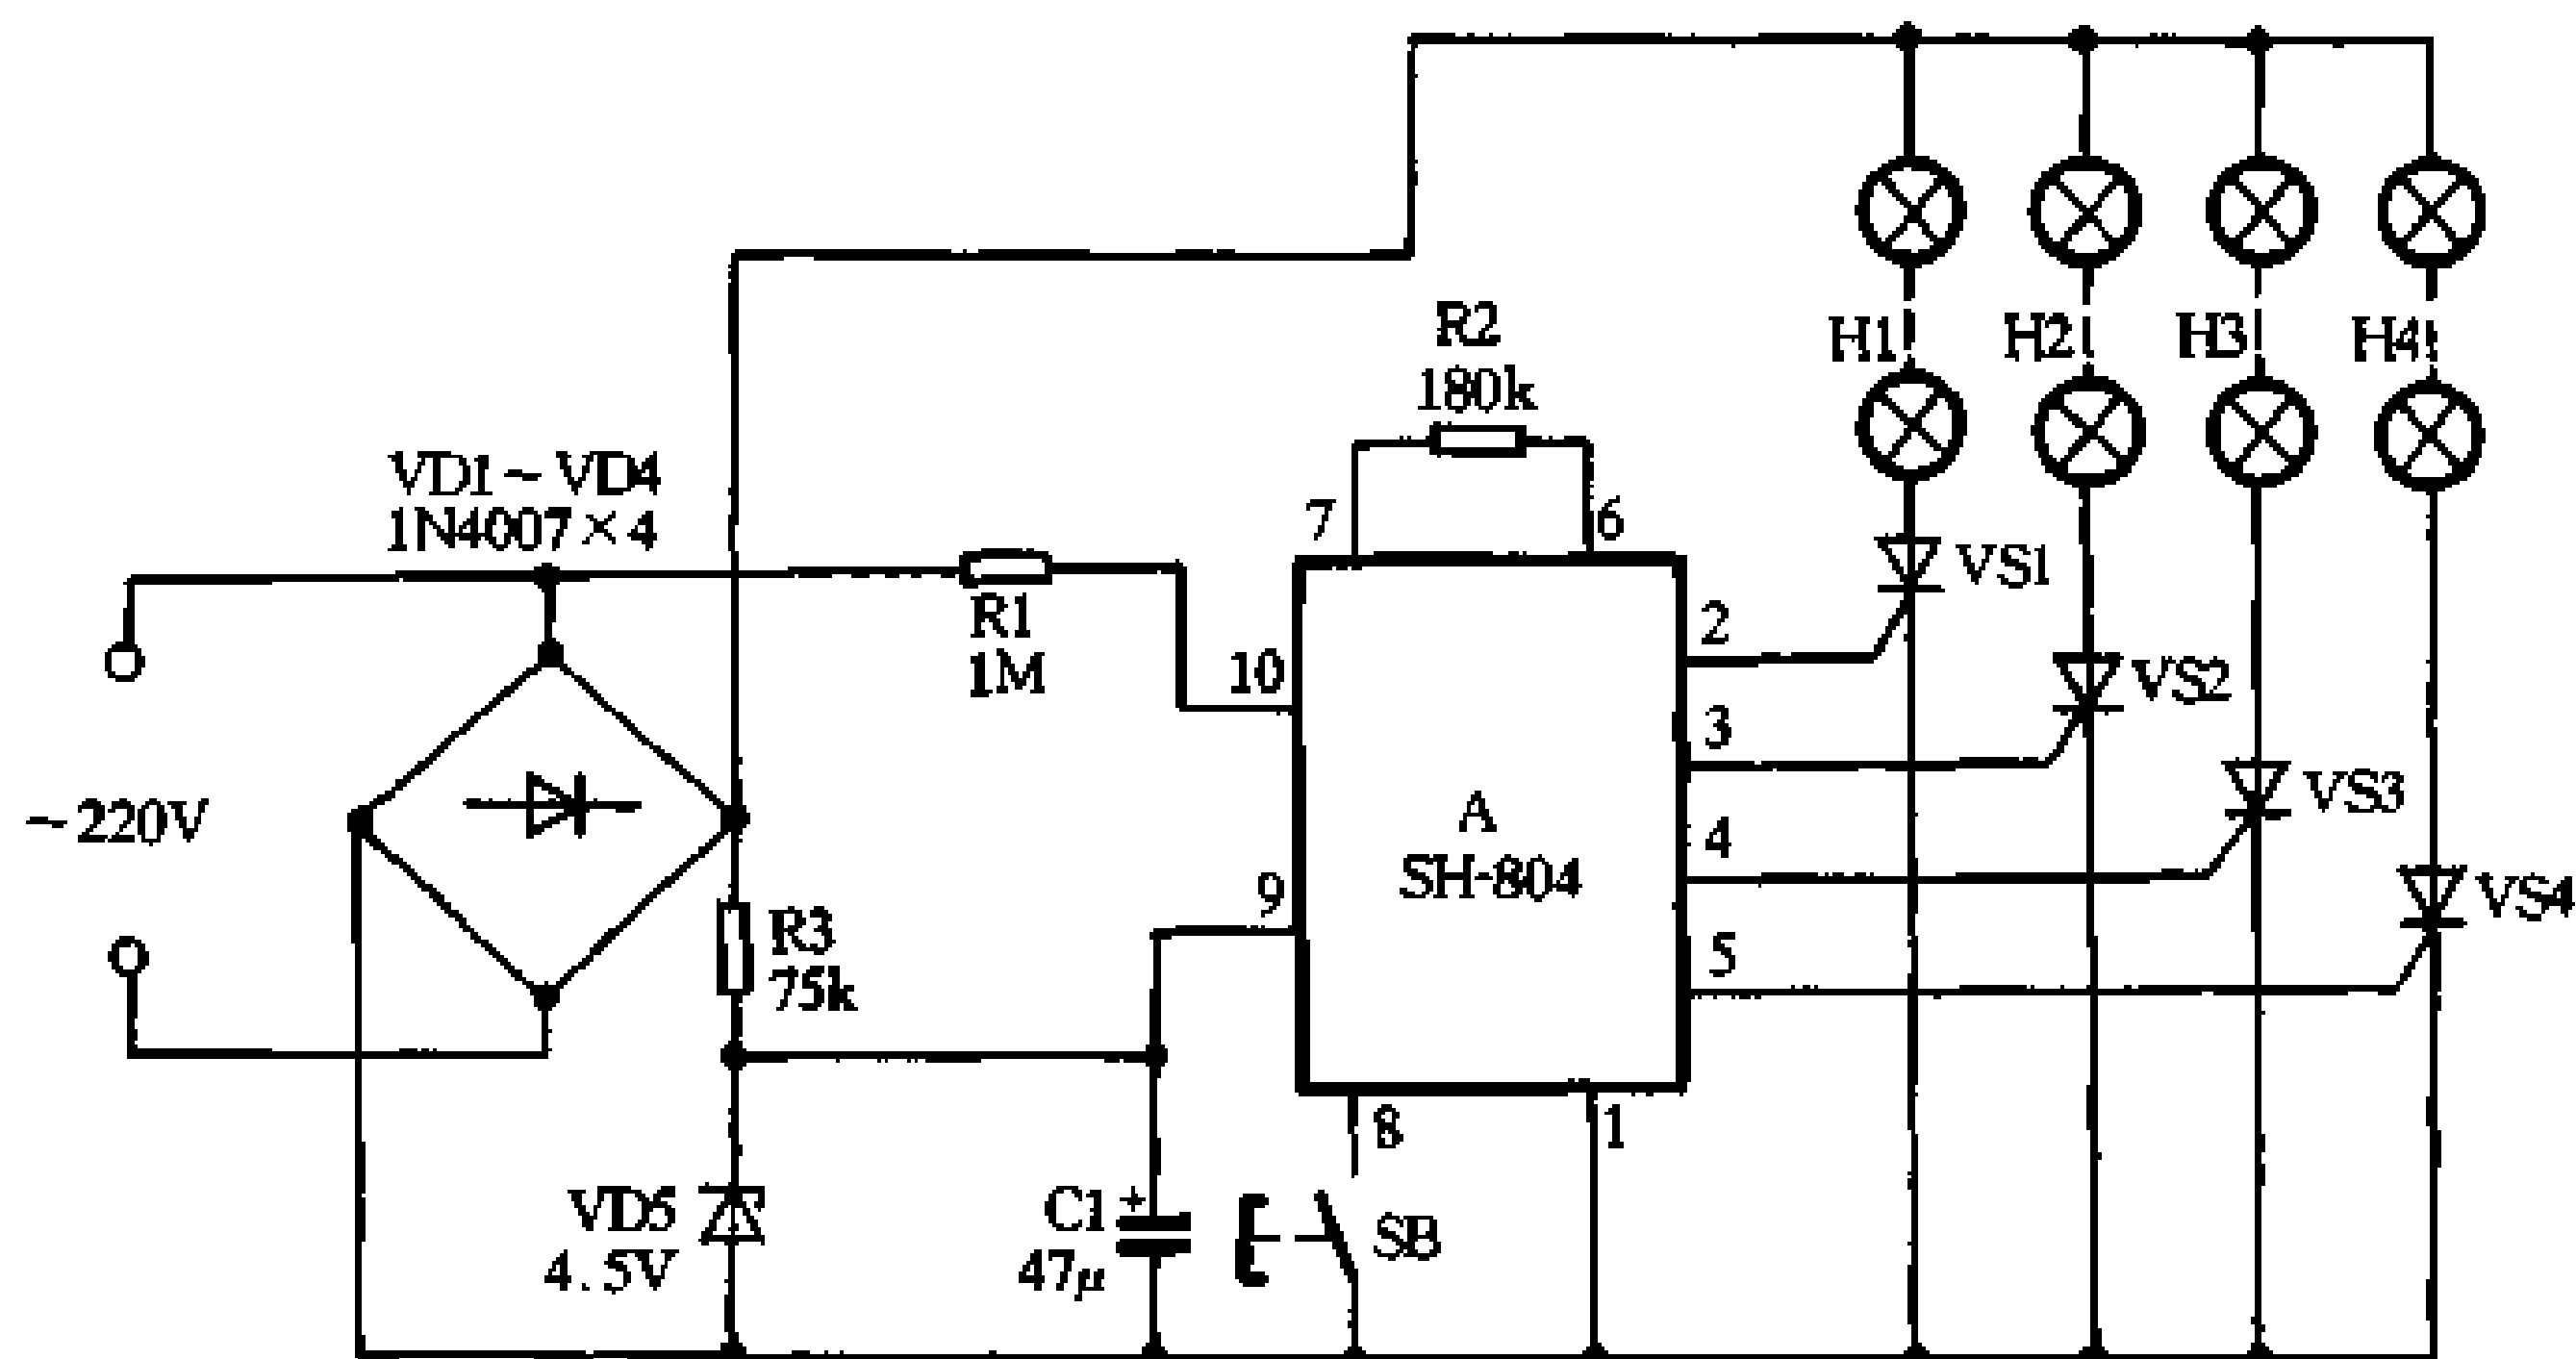 R2
180k
H1
H2
H3
H4
VD1～VD4
1N4007×4
7
6
VS1
R1
1M
2
10
VS2
3
～220V
A
SH-804
4
VS3
9
R3
75k
5
VS4
8
1
VD5
4.5V
C1
+
47μ
SB